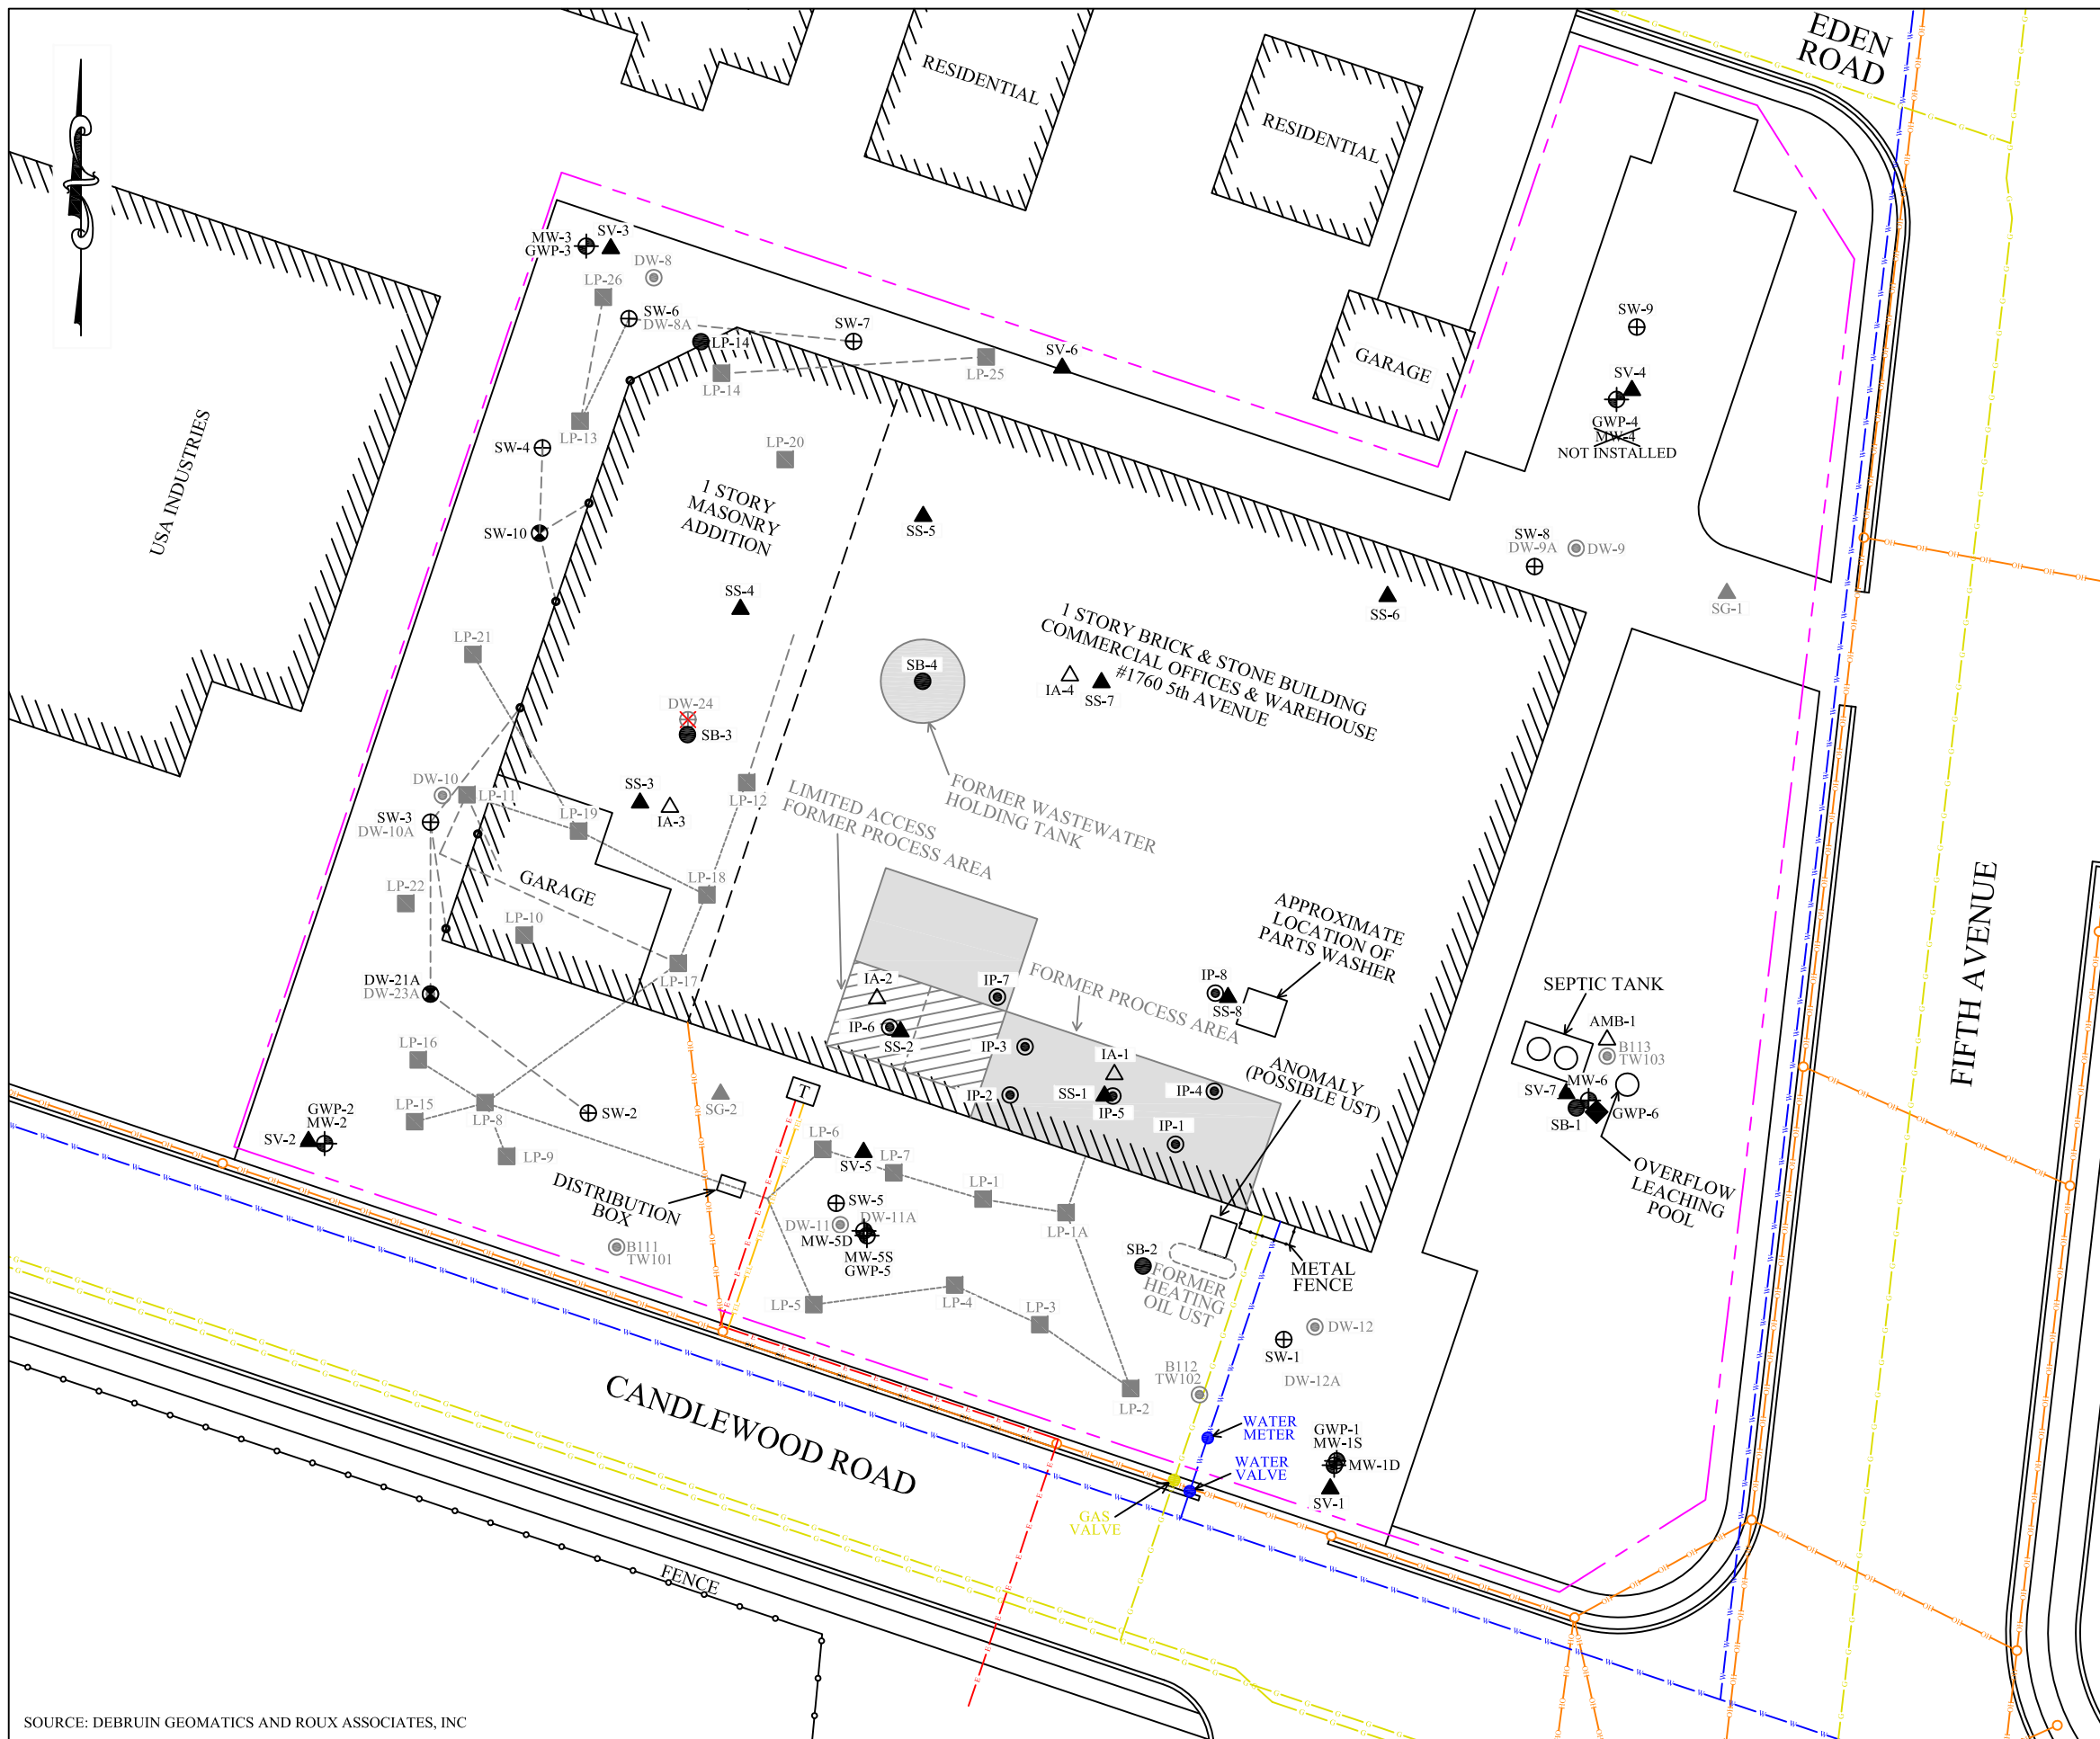 EDEN
ROAD
RESIDENTIAL
RESIDENTIAL
GARAGE
USA INDUSTRIES
MW-3
GWP-3
SV-3
DW-8
LP-26
SW-6
DW-8A
LP-14
SW-7
LP-14
LP-25
SV-6
LP-13
SW-4
SW-10
LP-20
1 STORY
MASONRY
ADDITION
SS-5
SS-4
SW-9
SV-4
GWP-4
MW-4
NOT INSTALLED
SW-8
DW-9A
DW-9
SG-1
SS-6
1 STORY BRICK & STONE BUILDING
COMMERCIAL OFFICES & WAREHOUSE
#1760 5th AVENUE
SB-4
IA-4
SS-7
LP-21
DW-24
SB-3
DW-10
LP-11
SW-3
DW-10A
LP-19
SS-3
IA-3
LP-12
FORMER WASTEWATER
HOLDING TANK
LIMITED ACCESS
FORMER PROCESS AREA
LP-22
GARAGE
LP-18
LP-10
LP-17
DW-21A
DW-23A
APPROXIMATE
LOCATION OF
PARTS WASHER
IA-2
IP-7
FORMER PROCESS AREA
IP-8
SS-8
IP-6
SS-2
IP-3
IA-1
IP-2
SS-1
IP-5
IP-4
IP-1
ANOMALY
(POSSIBLE UST)
SEPTIC TANK
AMB-1
B113
TW103
MW-6
SV-7
SB-1
GWP-6
OVERFLOW
LEACHING
POOL
FIFTH AVENUE
LP-16
LP-15
LP-8
LP-9
SW-2
SG-2
T
GWP-2
MW-2
SV-2
DISTRIBUTION
BOX
B111
TW101
LP-6
SV-5
LP-7
SW-5
DW-11
DW-11A
MW-5D
MW-5S
GWP-5
LP-1
LP-1A
LP-5
LP-4
LP-3
LP-2
SB-2
FORMER
HEATING
OIL UST
METAL
FENCE
DW-12
SW-1
DW-12A
B112
TW102
WATER
METER
WATER
VALVE
GAS
VALVE
GWP-1
MW-1S
MW-1D
SV-1
CANDLEWOOD ROAD
FENCE
SOURCE: DEBRUIN GEOMATICS AND ROUX ASSOCIATES, INC